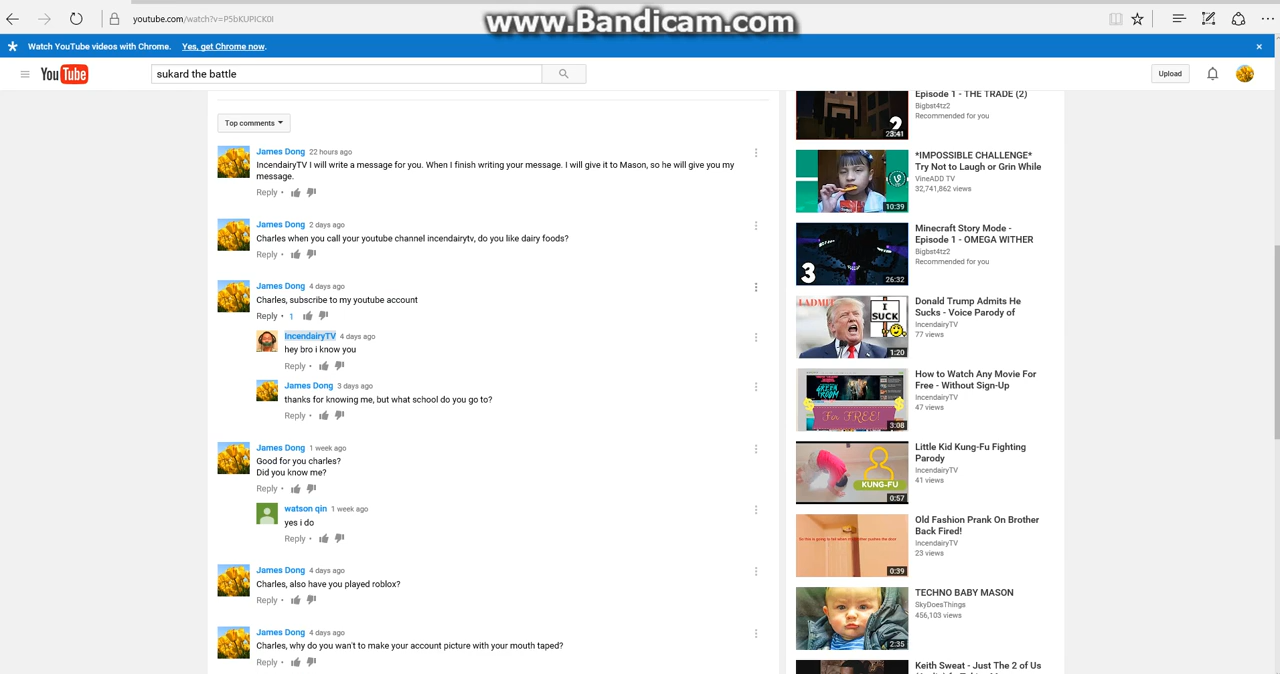 www.Bandicam.com
youtube.com/watch?v=P5bKUPICK0I
Watch YouTube videos with Chrome. Yes, get Chrome now.
YouTube
sukard the battle
Upload
Top comments
James Dong 22 hours ago
IncendairyTV I will write a message for you. When I finish writing your message. I will give it to Mason, so he will give you my
message.
Reply
James Dong 2 days ago
Charles when you call your youtube channel incendairytv, do you like dairy foods?
Reply
James Dong 4 days ago
Charles, subscribe to my youtube account
Reply 1
IncendairyTV 4 days ago
hey bro i know you
Reply
James Dong 3 days ago
thanks for knowing me, but what school do you go to?
Reply
James Dong 1 week ago
Good for you charles?
Did you know me?
Reply
watson qin 1 week ago
yes i do
Reply
James Dong 4 days ago
Charles, also have you played roblox?
Reply
James Dong 4 days ago
Charles, why do you wan't to make your account picture with your mouth taped?
Reply
Episode 1 - THE TRADE (2)
Bigbst4tz2
Recommended for you
2
23:41
*IMPOSSIBLE CHALLENGE*
Try Not to Laugh or Grin While
VineADD TV
32,741,862 views
10:39
Minecraft Story Mode -
Episode 1 - OMEGA WITHER
Bigbst4tz2
Recommended for you
3
26:32
Donald Trump Admits He
Sucks - Voice Parody of
IncendairyTV
77 views
I
SUCK
1:20
How to Watch Any Movie For
Free - Without Sign-Up
IncendairyTV
47 views
GREEN
ROOM
For FREE!
3:08
Little Kid Kung-Fu Fighting
Parody
IncendairyTV
41 views
KUNG-FU
0:57
Old Fashion Prank On Brother
Back Fired!
IncendairyTV
23 views
0:39
TECHNO BABY MASON
SkyDoesThings
456,103 views
2:35
Keith Sweat - Just The 2 of Us